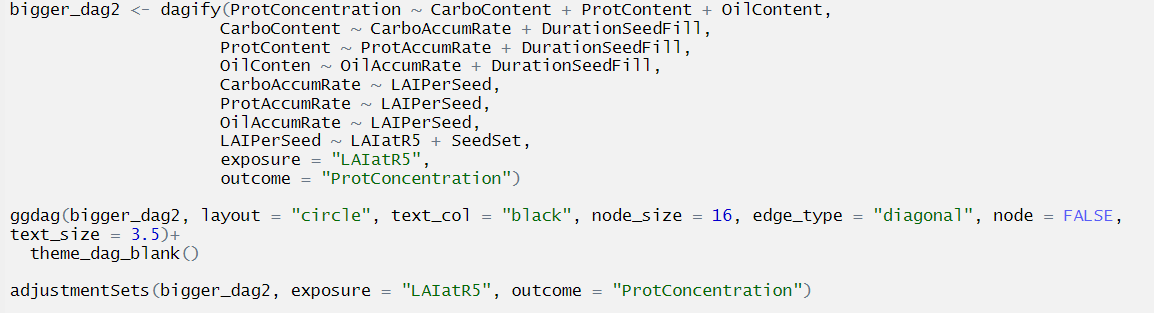 bigger_dag2 <- dagify(ProtConcentration ~ CarboContent + ProtContent + OilContent,
CarboContent ~ CarboAccumRate + DurationSeedFill,
ProtContent ~ ProtAccumRate + DurationSeedFill,
OilConten ~ OilAccumRate + DurationSeedFill,
CarboAccumRate ~ LAIPerSeed,
ProtAccumRate ~ LAIPerSeed,
OilAccumRate ~ LAIPerSeed,
LAIPerSeed ~ LAIatR5 + SeedSet,
exposure = "LAIatR5",
outcome = "ProtConcentration")
ggdag(bigger_dag2, layout = "circle", text_col = "black", node_size = 16, edge_type = "diagonal", node = FALSE,
text_size = 3.5)+
theme_dag_blank()
adjustmentSets(bigger_dag2, exposure = "LAIatR5", outcome = "ProtConcentration")